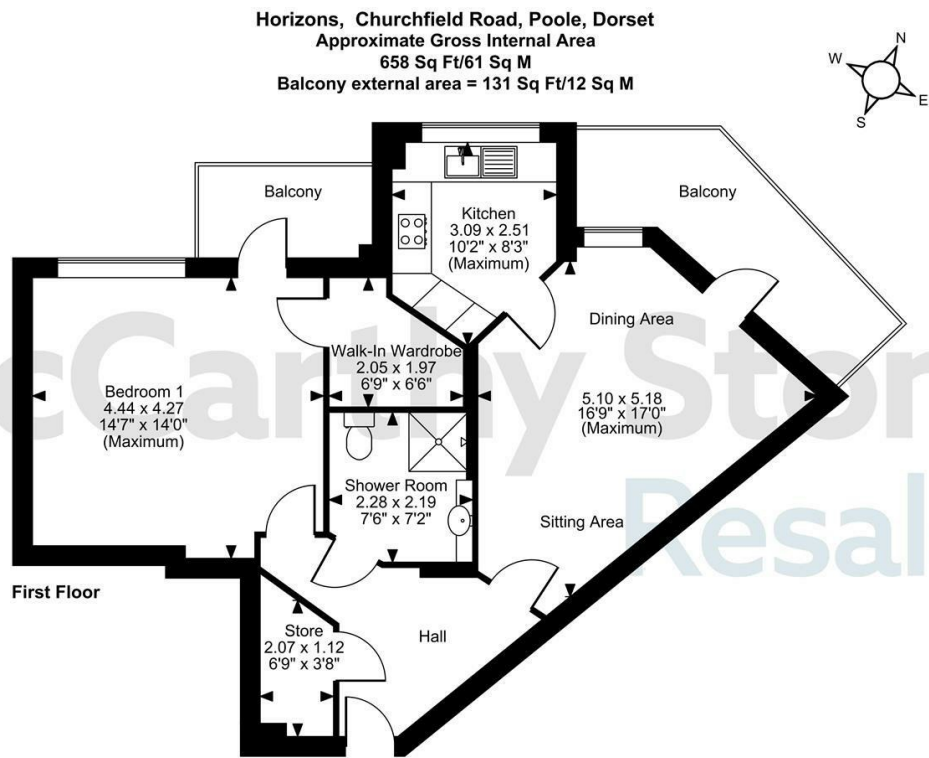 Horizons, Churchfield Road, Poole, Dorset
Approximate Gross Internal Area
658 Sq Ft/61 Sq M
Balcony external area = 131 Sq Ft/12 Sq M
N
W
E
S
Balcony
Balcony
Kitchen
3.09 x 2.51
10'2" x 8'3"
(Maximum)
Dining Area
Walk-In Wardrobe
2.05 x 1.97
6'9" x 6'6"
Bedroom 1
4.44 x 4.27
14'7" x 14'0"
(Maximum)
5.10 x 5.18
16'9" x 17'0"
(Maximum)
cCarthy Stor
Shower Room
2.28 x 2.19
7'6" x 7'2"
Sitting Area
Resal
First Floor
Store
2.07 x 1.12
6'9" x 3'8"
Hall